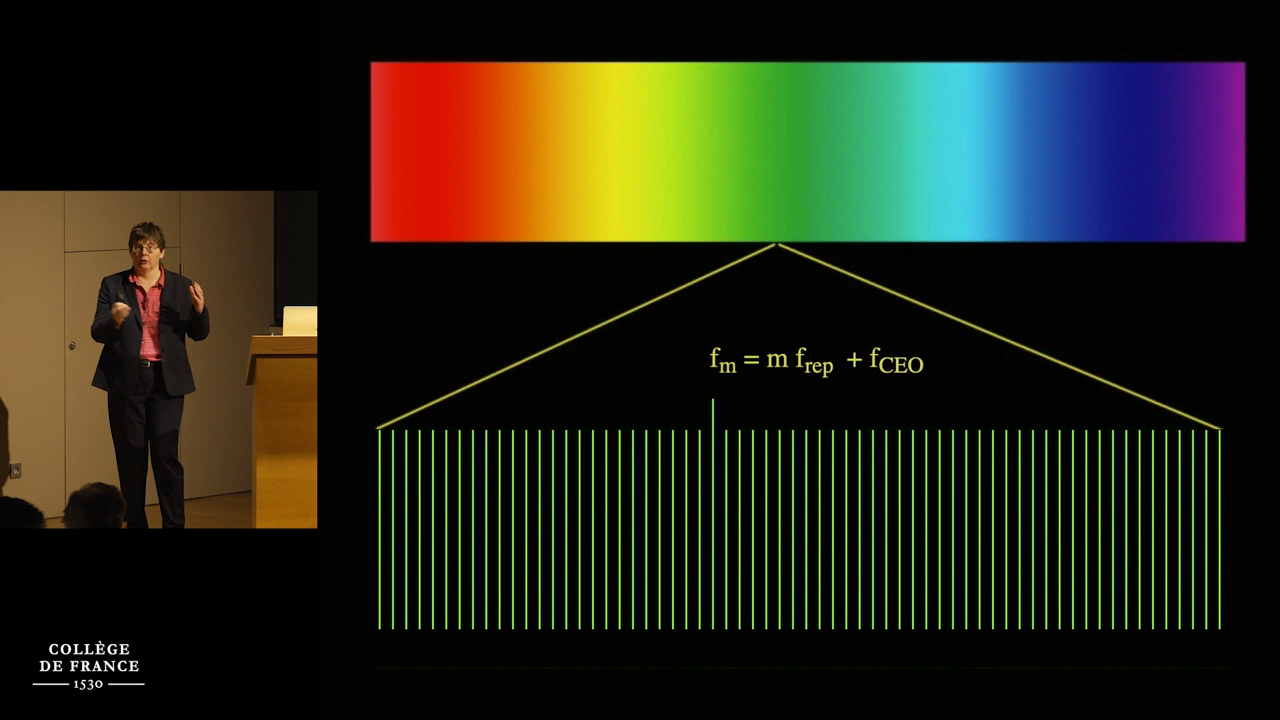 f_m = m f_rep + f_CEO
COLLÈGE
DE FRANCE
1530